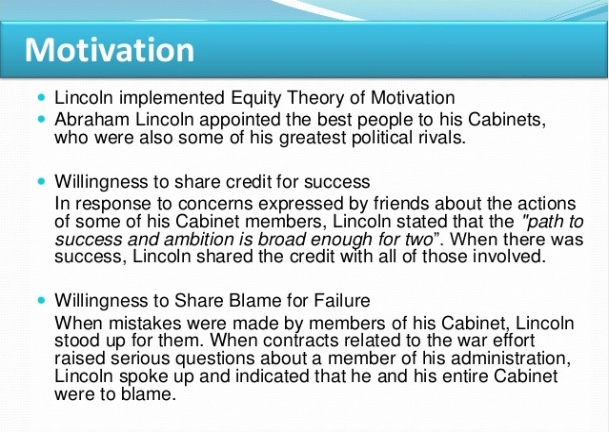 Motivation
• Lincoln implemented Equity Theory of Motivation
• Abraham Lincoln appointed the best people to his Cabinets,
who were also some of his greatest political rivals.
• Willingness to share credit for success
In response to concerns expressed by friends about the actions
of some of his Cabinet members, Lincoln stated that the "path to
success and ambition is broad enough for two”. When there was
success, Lincoln shared the credit with all of those involved.
• Willingness to Share Blame for Failure
When mistakes were made by members of his Cabinet, Lincoln
stood up for them. When contracts related to the war effort
raised serious questions about a member of his administration,
Lincoln spoke up and indicated that he and his entire Cabinet
were to blame.